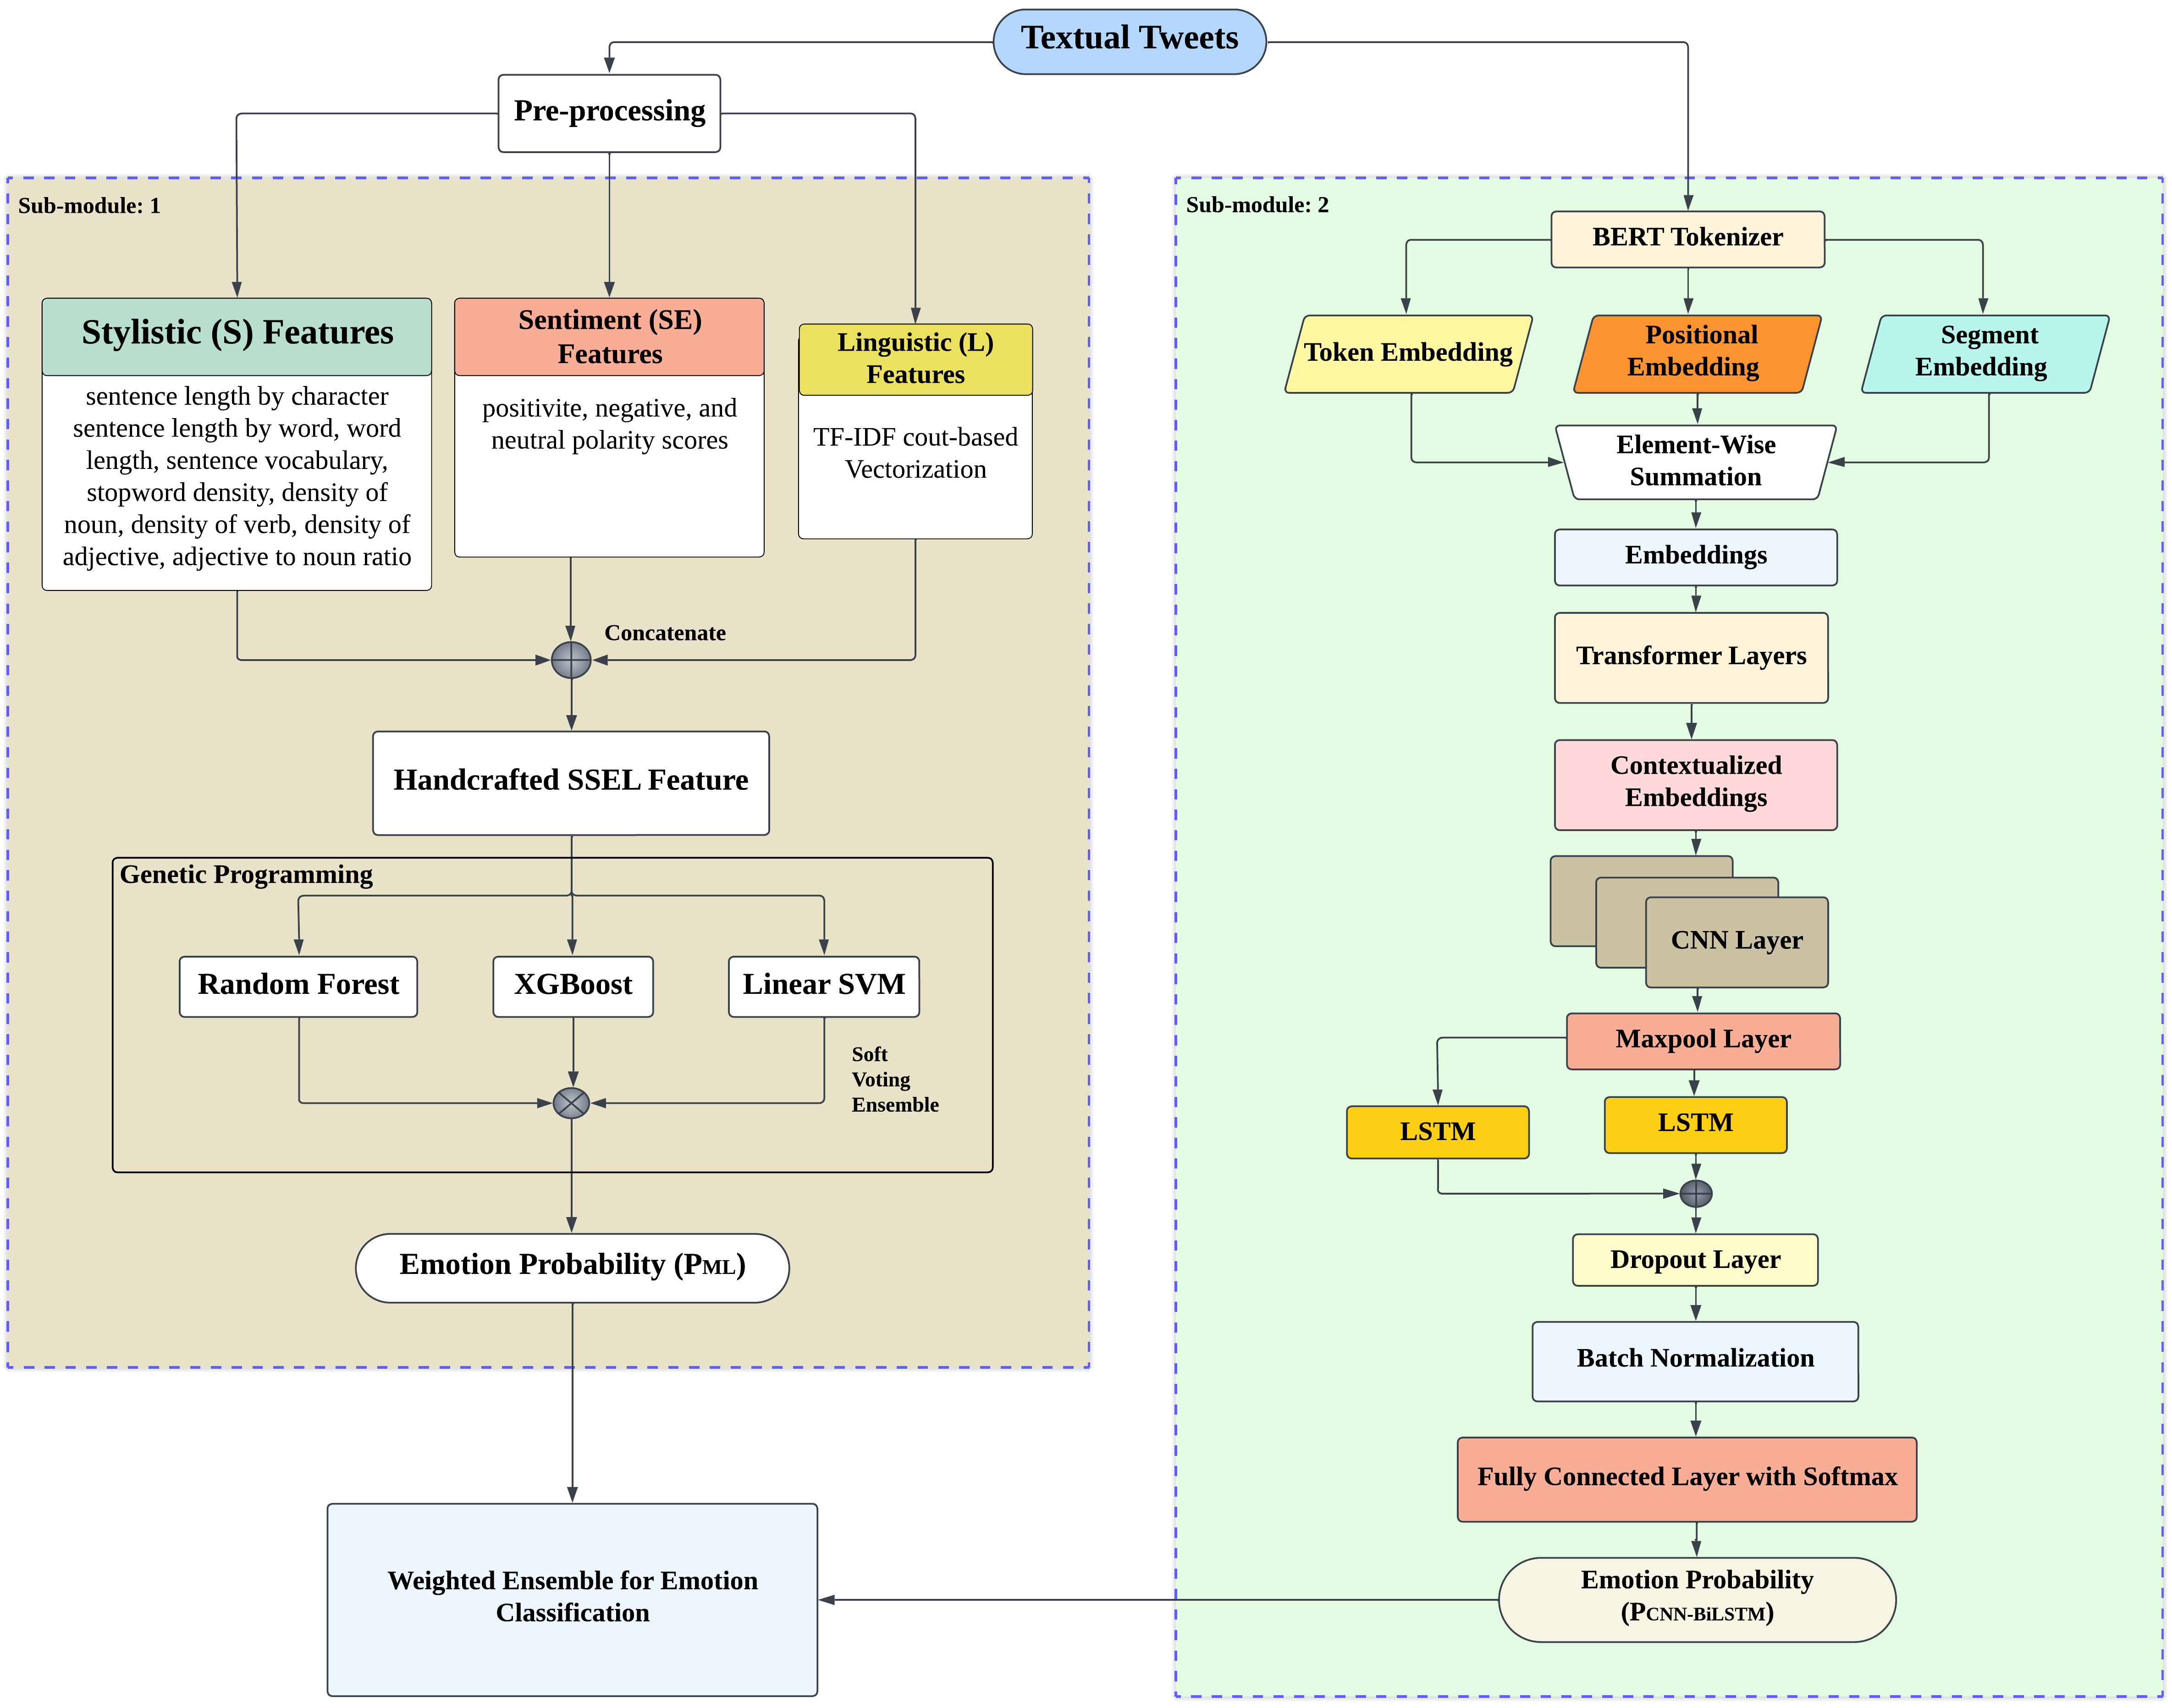 Textual Tweets
Pre-processing
Sub-module: 1
Stylistic (S) Features
sentence length by character
sentence length by word, word
length, sentence vocabulary,
stopword density, density of
noun, density of verb, density of
adjective, adjective to noun ratio
Sentiment (SE)
Features
positivite, negative, and
neutral polarity scores
Linguistic (L)
Features
TF-IDF cout-based
Vectorization
Concatenate
Handcrafted SSEL Feature
Genetic Programming
Random Forest
XGBoost
Linear SVM
Soft
Voting
Ensemble
Emotion Probability (PML)
Weighted Ensemble for Emotion
Classification
Sub-module: 2
BERT Tokenizer
Token Embedding
Positional
Embedding
Segment
Embedding
Element-Wise
Summation
Embeddings
Transformer Layers
Contextualized
Embeddings
CNN Layer
Maxpool Layer
LSTM
LSTM
Dropout Layer
Batch Normalization
Fully Connected Layer with Softmax
Emotion Probability
(PCNN-BiLSTM)